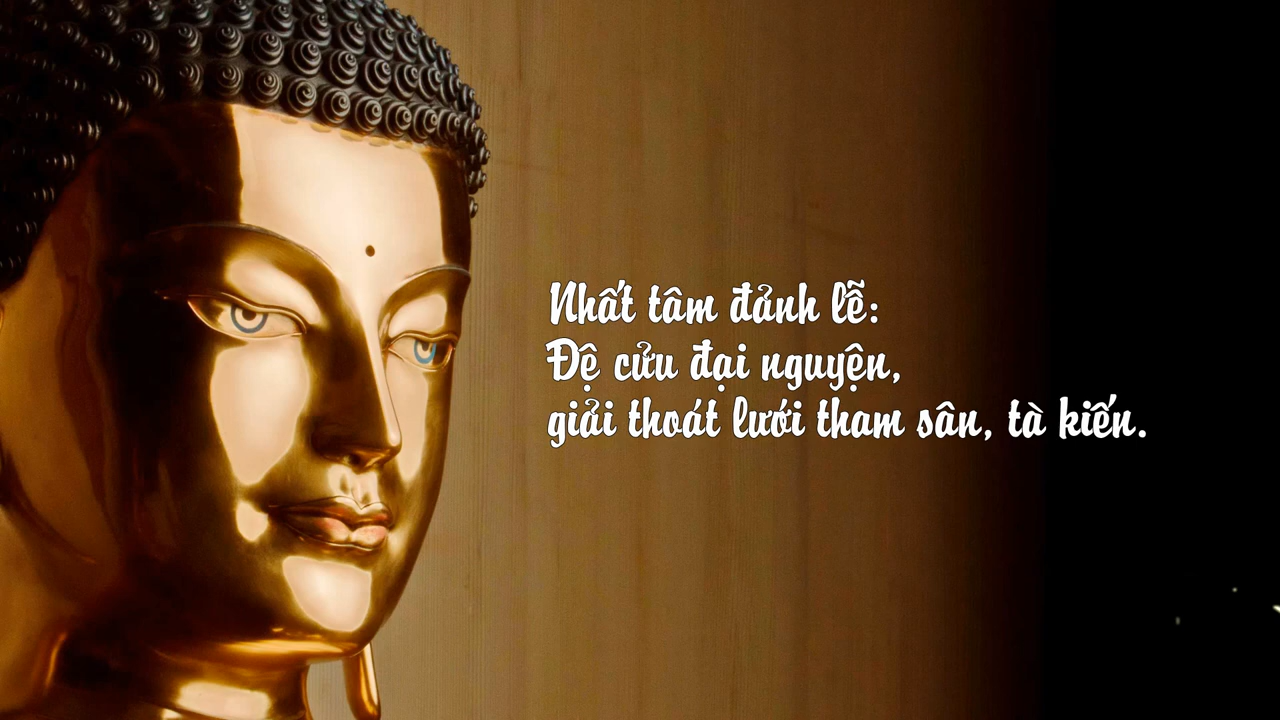 Nhất tâm đảnh lễ:
Đệ cửu đại nguyện,
giải thoát lưới tham sân, tà kiến.